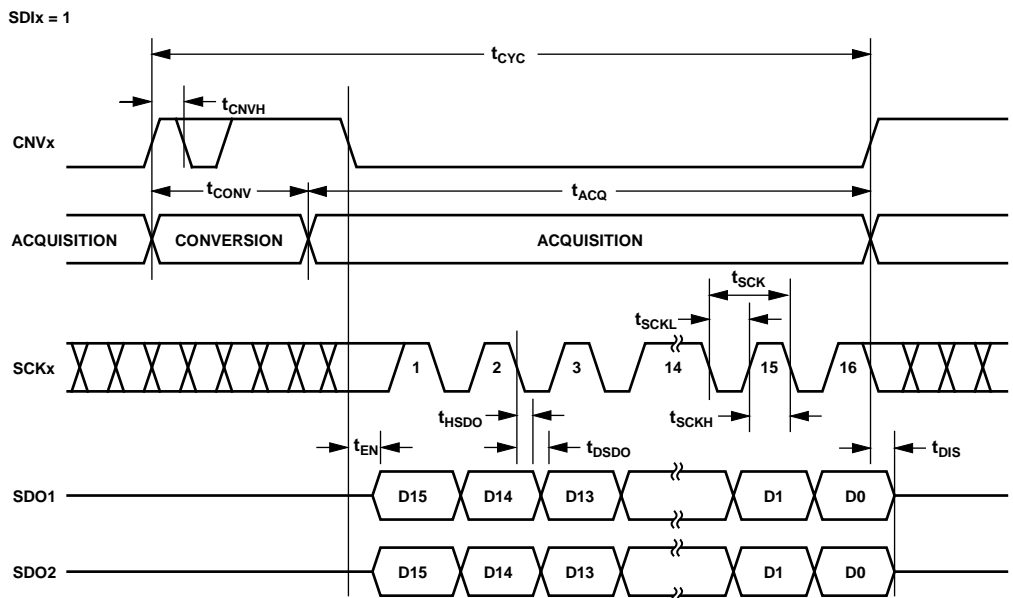 SDIx = 1
tCYC
tCNVH
CNVx
tCONV tACQ
ACQUISITION CONVERSION ACQUISITION
tSCK
tSCKL
SCKx 1 2 3 14 15 16
tHSDO tSCKH
tEN tDSDO tDIS
SDO1 D15 D14 D13 D1 D0
SDO2 D15 D14 D13 D1 D0